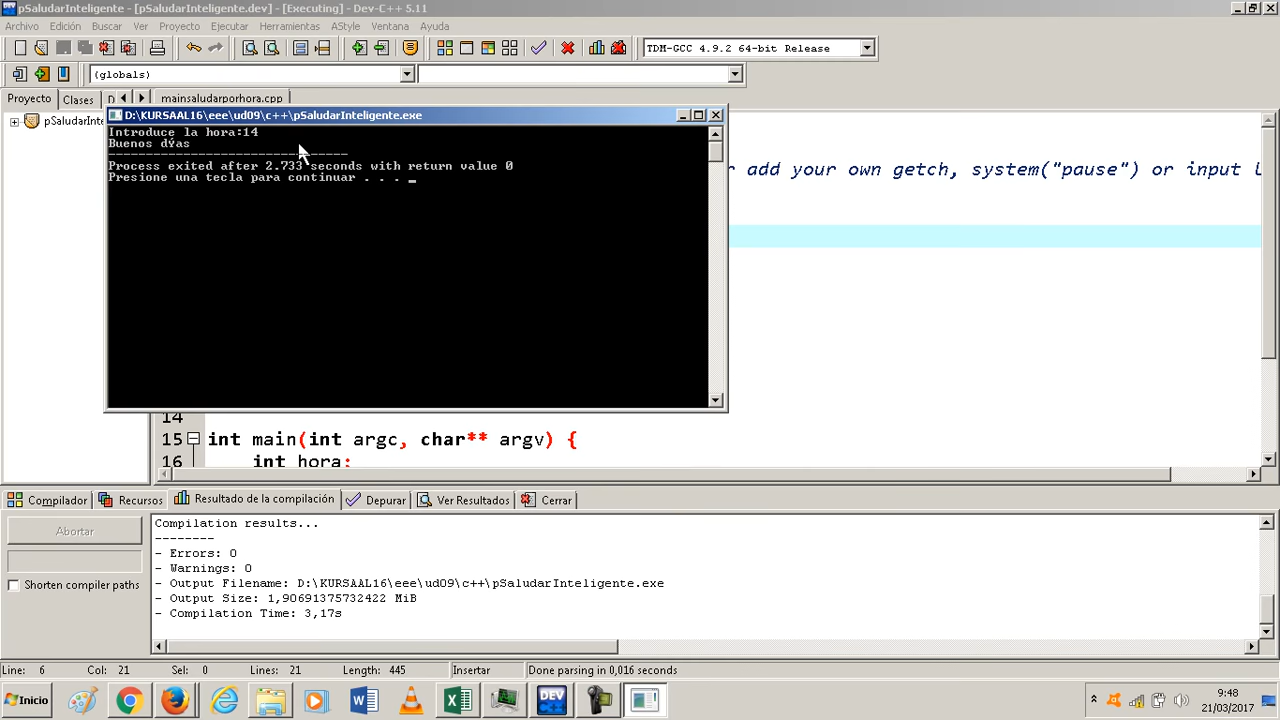 pSaludarInteligente - [pSaludarInteligente.dev] - [Executing] - Dev-C++ 5.11
Archivo Edición Buscar Ver Proyecto Ejecutar Herramientas AStyle Ventana Ayuda
TDM-GCC 4.9.2 64-bit Release
(globals)
Proyecto Clases D mainsaludarporhora.cpp
pSaludarInte
D:\KURSAAL16\eee\ud09\c++\pSaludarInteligente.exe
Introduce la hora:14
Buenos dÝas
--------------------------------
Process exited after 2.733 seconds with return value 0
Presione una tecla para continuar . . . _
r add your own getch, system("pause") or input l
14
15 int main(int argc, char** argv) {
16 int hora;
Compilador Recursos Resultado de la compilación Depurar Ver Resultados Cerrar
Abortar
Shorten compiler paths
Compilation results...
--------
- Errors: 0
- Warnings: 0
- Output Filename: D:\KURSAAL16\eee\ud09\c++\pSaludarInteligente.exe
- Output Size: 1,90691375732422 MiB
- Compilation Time: 3,17s
Line: 6 Col: 21 Sel: 0 Lines: 21 Length: 445 Insertar Done parsing in 0,016 seconds
Inicio
9:48
21/03/2017